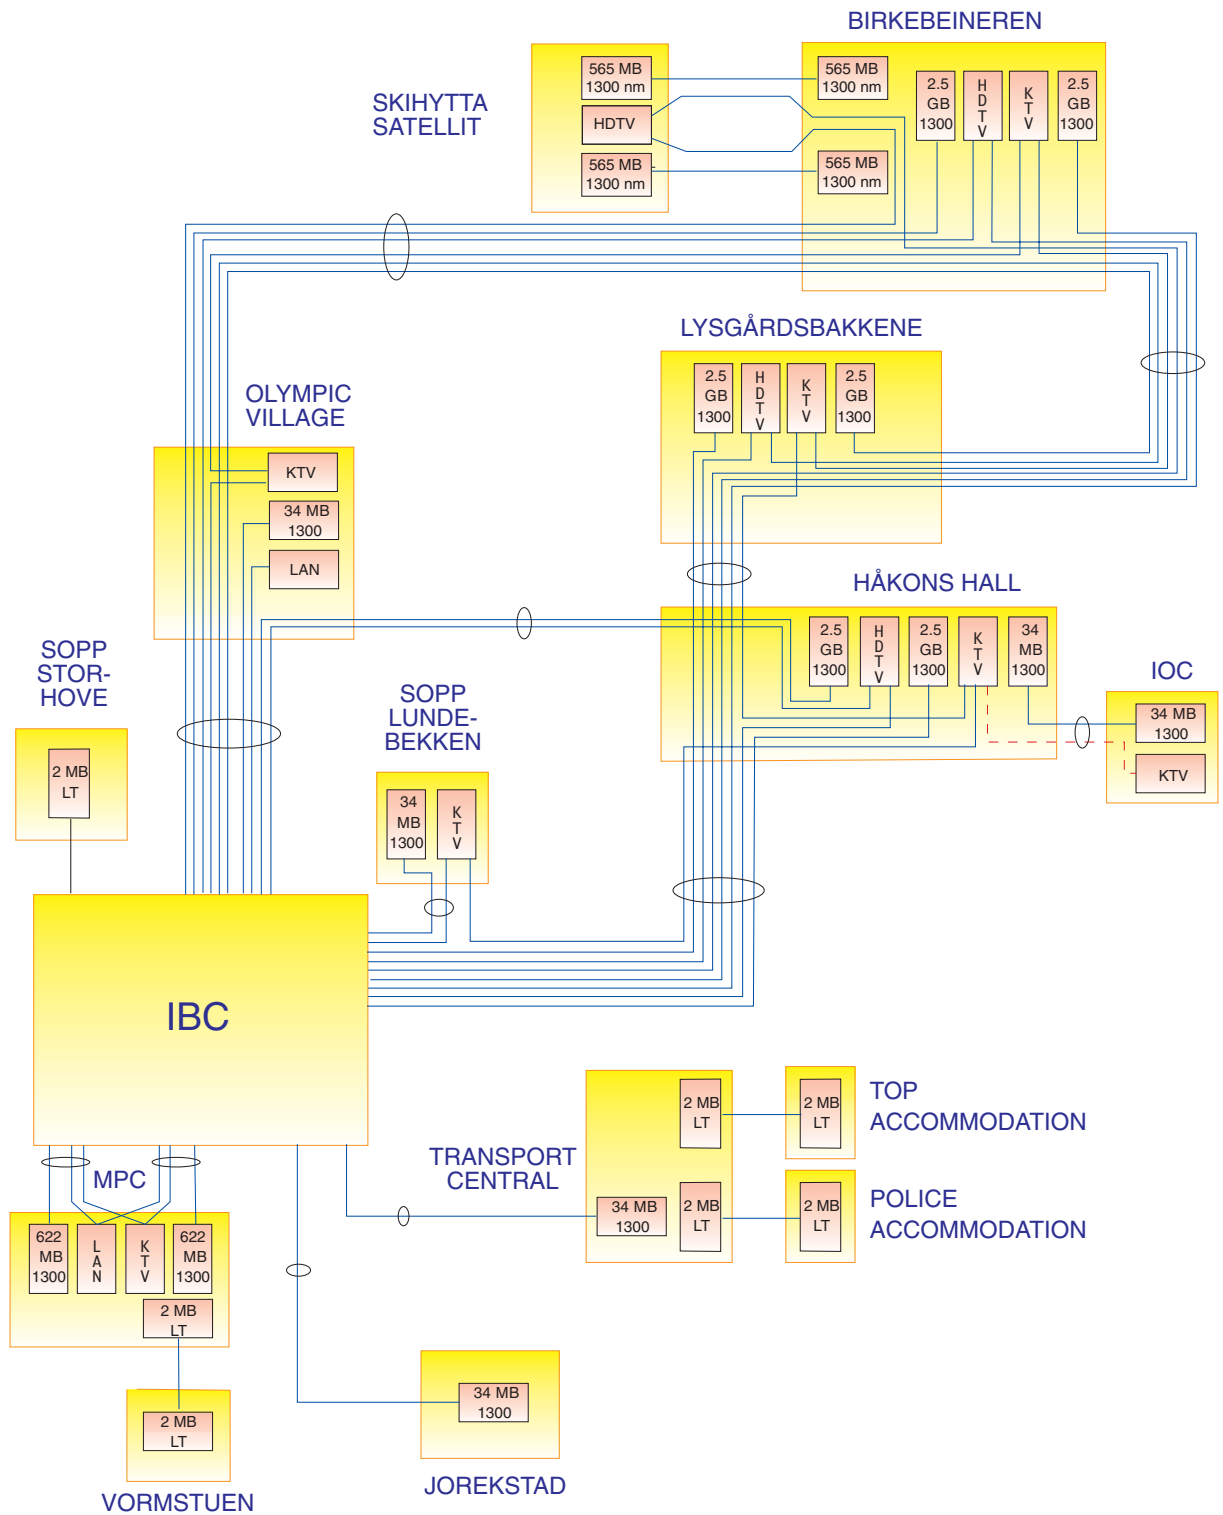 BIRKEBEINEREN
SKIHYTTA
SATELLIT
565 MB
1300 nm
HDTV
565 MB
1300 nm
565 MB
1300 nm
565 MB
1300 nm
2.5
GB
1300
H
D
T
V
K
T
V
2.5
GB
1300
LYSGÅRDSBAKKENE
2.5
GB
1300
H
D
T
V
K
T
V
2.5
GB
1300
OLYMPIC
VILLAGE
KTV
34 MB
1300
LAN
HÅKONS HALL
2.5
GB
1300
H
D
T
V
2.5
GB
1300
K
T
V
34
MB
1300
IOC
34 MB
1300
KTV
SOPP
STOR-
HOVE
2 MB
LT
SOPP
LUNDE-
BEKKEN
34
MB
1300
K
T
V
IBC
MPC
622
MB
1300
L
A
N
K
T
V
622
MB
1300
2 MB
LT
2 MB
LT
VORMSTUEN
TRANSPORT
CENTRAL
2 MB
LT
34 MB
1300
2 MB
LT
2 MB
LT
TOP
ACCOMMODATION
2 MB
LT
POLICE
ACCOMMODATION
34 MB
1300
JOREKSTAD